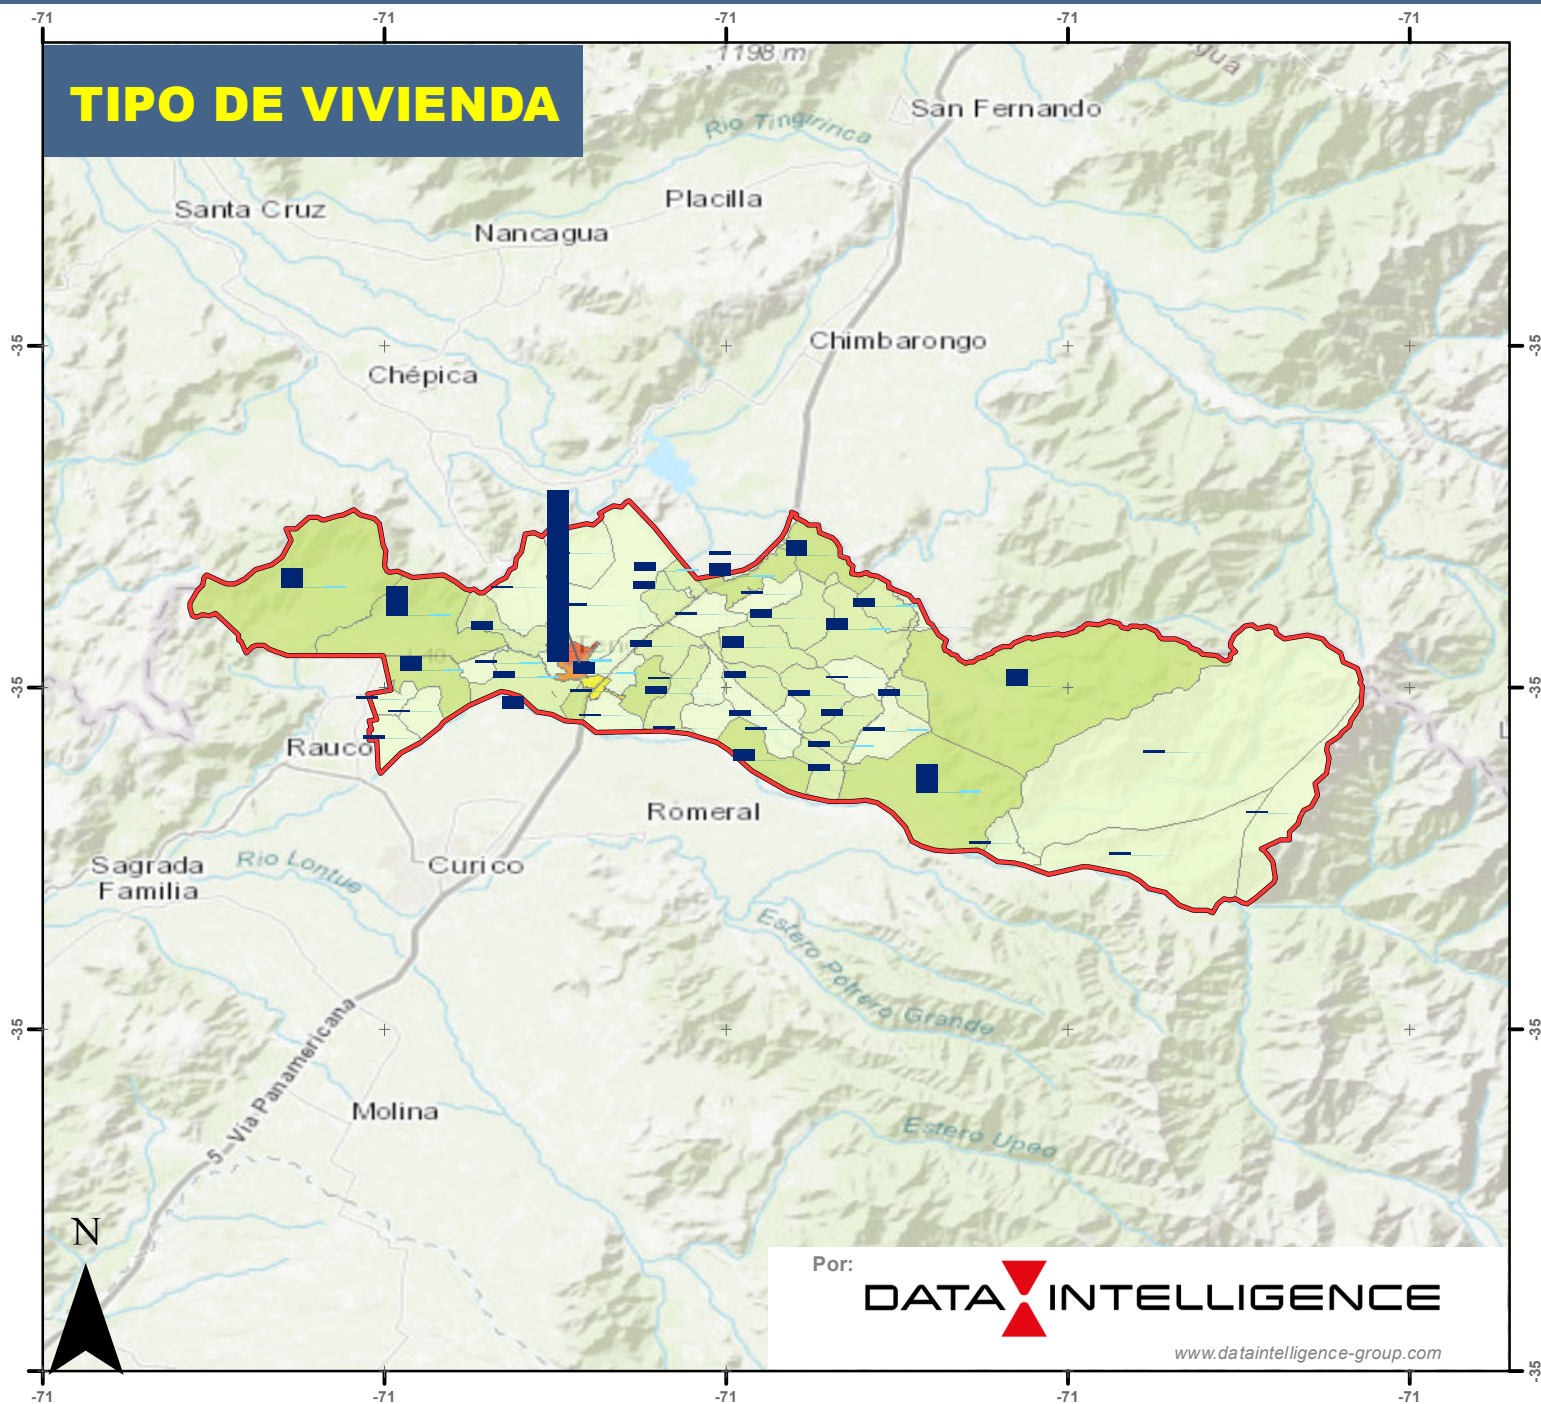 -71
-71
-71
-71
-71
TIPO DE VIVIENDA
1198 m
San Fernando
Rio Tingiririca
Placilla
Santa Cruz
Nancagua
-35
Chimbarongo
-35
Chépica
Teno
-35
-35
Rauco
Romeral
Sagrada
Familia
Rio Lontue
Curico
Estero Potrero Grande
-35
-35
5
Via Panamericana
Molina
Estero Upeo
N
Por:
DATA INTELLIGENCE
www.dataintelligence-group.com
-35
-71
-71
-71
-71
-71